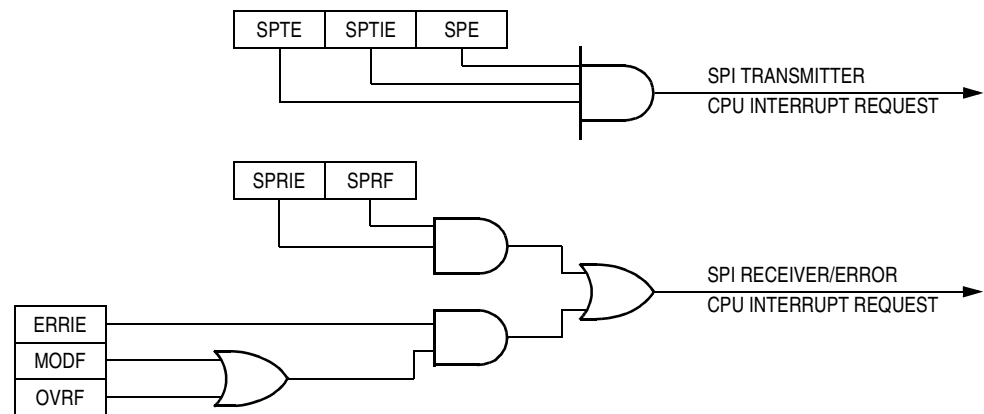 SPTE SPTIE SPE
SPI TRANSMITTER
CPU INTERRUPT REQUEST
SPRIE SPRF
SPI RECEIVER/ERROR
CPU INTERRUPT REQUEST
ERRIE
MODF
OVRF